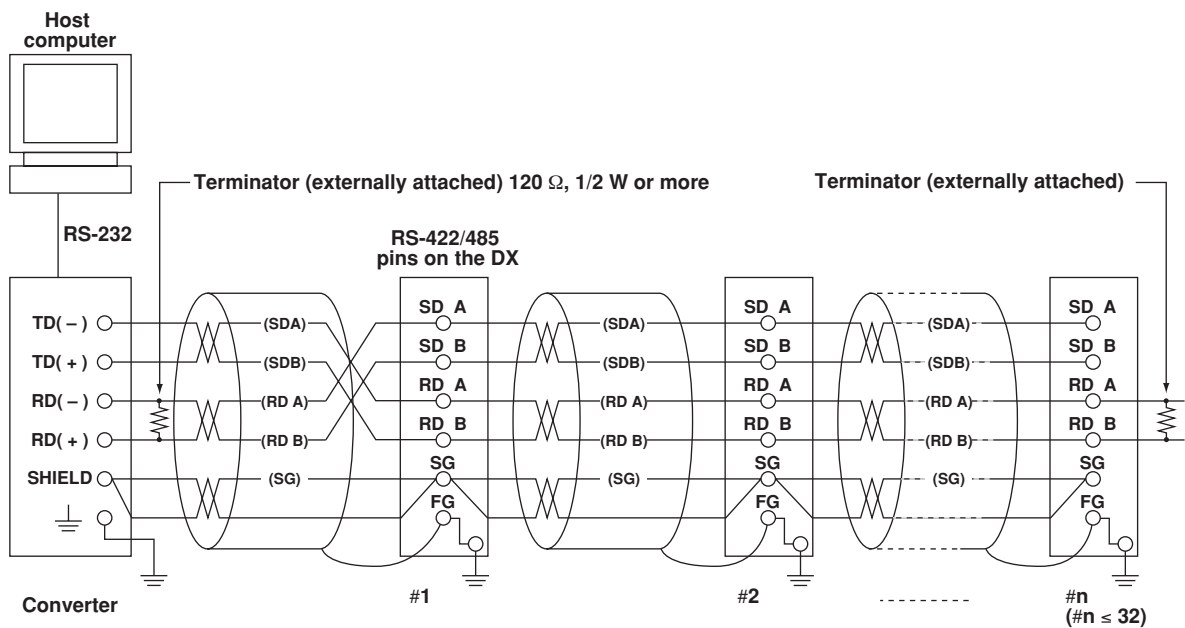 Host
computer
Terminator (externally attached) 120 Ω, 1/2 W or more
Terminator (externally attached)
RS-232
RS-422/485
pins on the DX
TD( – )
TD( + )
RD( – )
RD( + )
SHIELD
(SDA)
(SDB)
(RD A)
(RD B)
(SG)
SD A
SD B
RD A
RD B
SG
FG
(SDA)
(SDB)
(RD A)
(RD B)
(SG)
SD A
SD B
RD A
RD B
SG
FG
(SDA)
(SDB)
(RD A)
(RD B)
(SG)
SD A
SD B
RD A
RD B
SG
FG
Converter
#1
#2
#n
(#n ≤ 32)